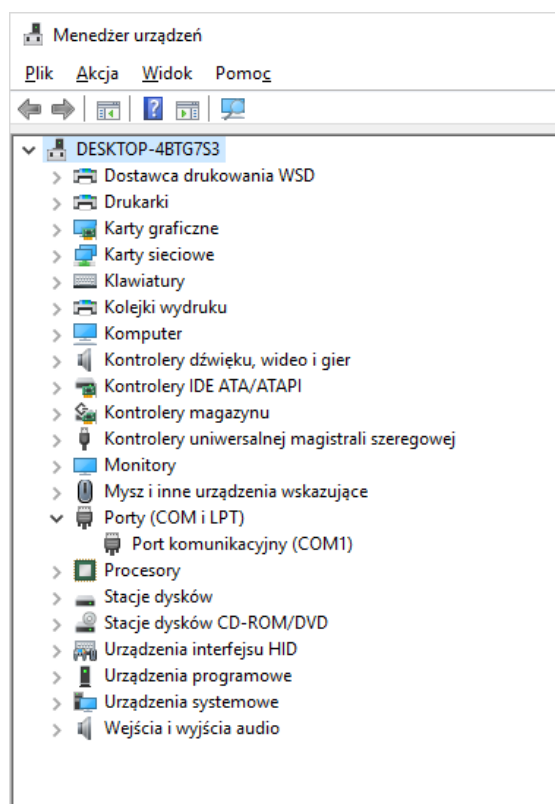 Menedżer urządzeń
Plik Akcja Widok Pomoc
DESKTOP-4BTG7S3
Dostawca drukowania WSD
Drukarki
Karty graficzne
Karty sieciowe
Klawiatury
Kolejki wydruku
Komputer
Kontrolery dźwięku, wideo i gier
Kontrolery IDE ATA/ATAPI
Kontrolery magazynu
Kontrolery uniwersalnej magistrali szeregowej
Monitory
Mysz i inne urządzenia wskazujące
Porty (COM i LPT)
Port komunikacyjny (COM1)
Procesory
Stacje dysków
Stacje dysków CD-ROM/DVD
Urządzenia interfejsu HID
Urządzenia programowe
Urządzenia systemowe
Wejścia i wyjścia audio